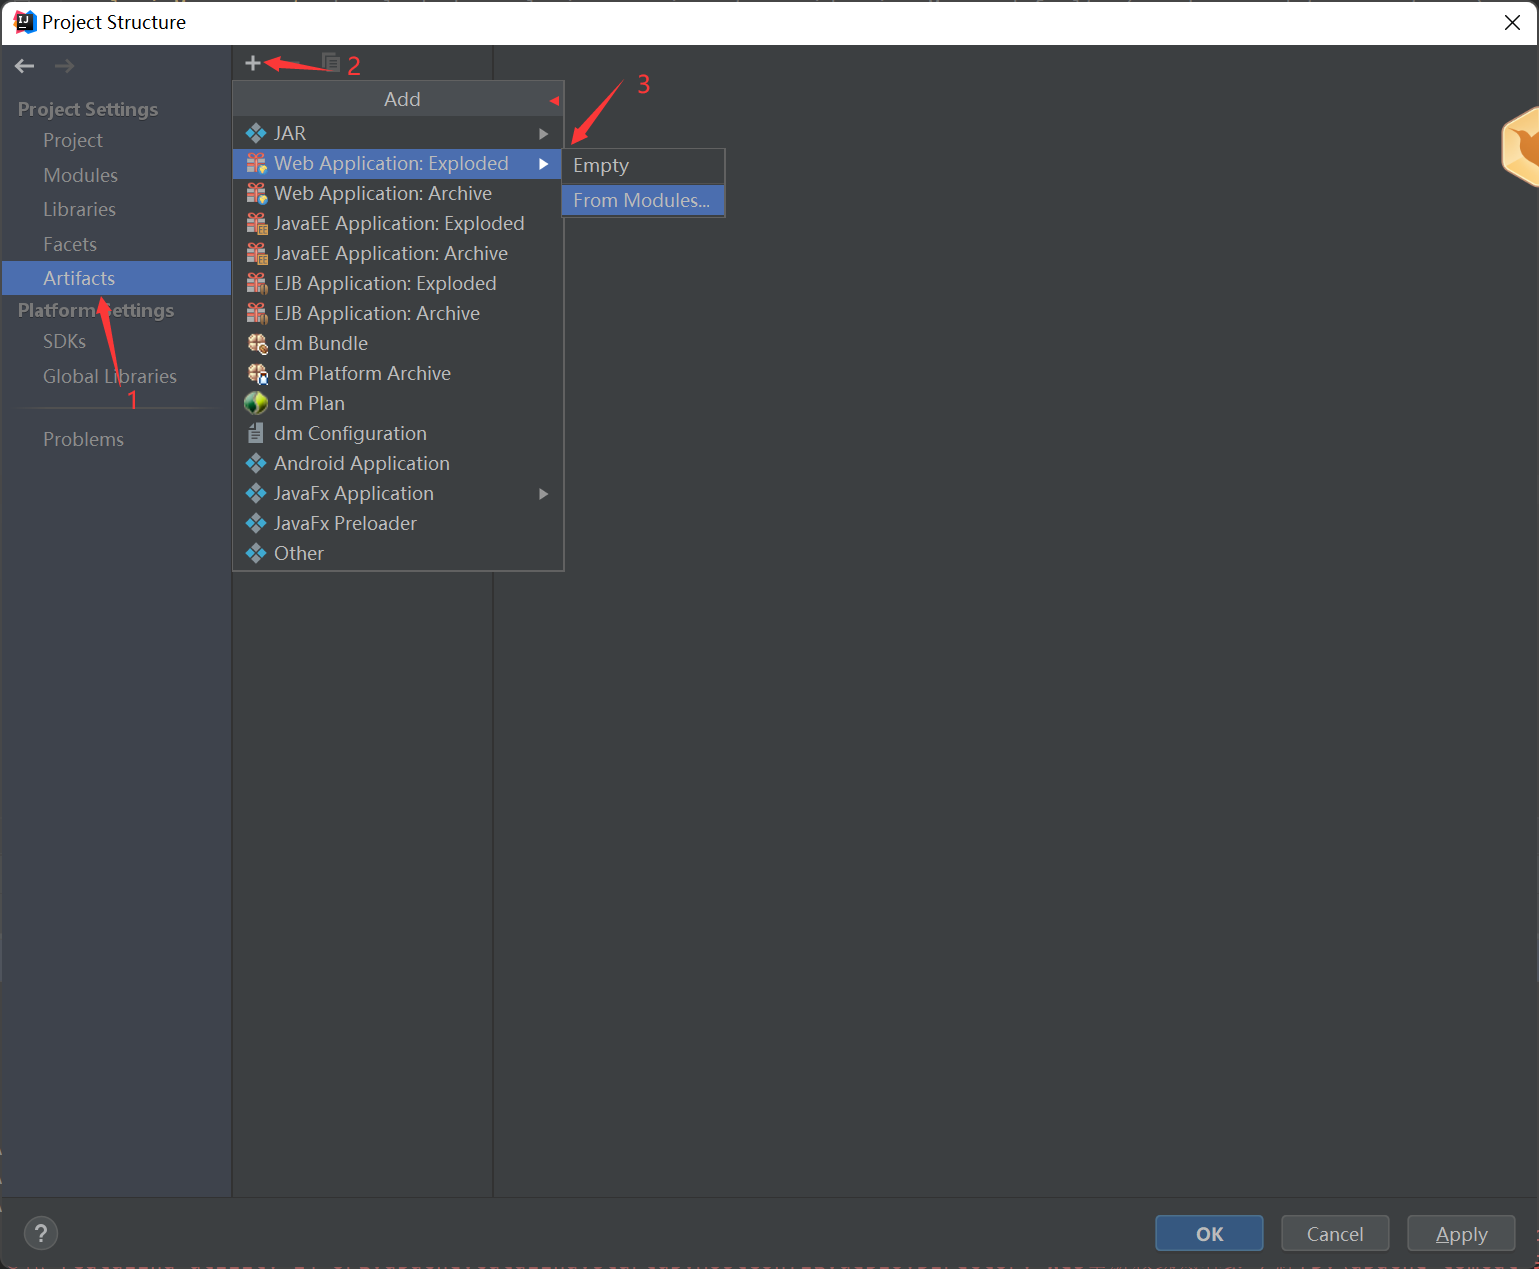 Project Structure
2
Add
3
Project Settings
Project
Modules
Libraries
Facets
Artifacts
Platform Settings
SDKs
Global Libraries
1
Problems
JAR
Web Application: Exploded
Empty
From Modules...
Web Application: Archive
JavaEE Application: Exploded
JavaEE Application: Archive
EJB Application: Exploded
EJB Application: Archive
dm Bundle
dm Platform Archive
dm Plan
dm Configuration
Android Application
JavaFx Application
JavaFx Preloader
Other
?
OK
Cancel
Apply